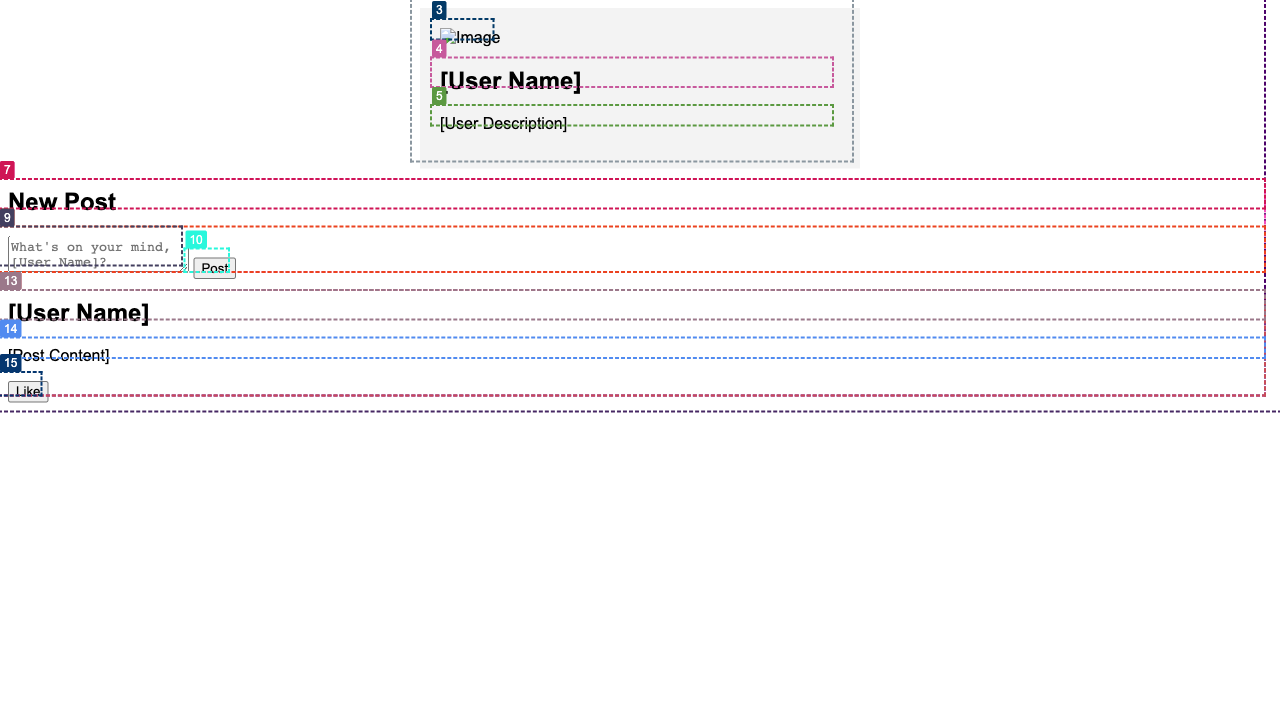 3
Image
4
[User Name]
5
[User Description]
7
New Post
9
10
What's on your mind,
[User Name]?
Post
13
[User Name]
14
[Post Content]
15
Like